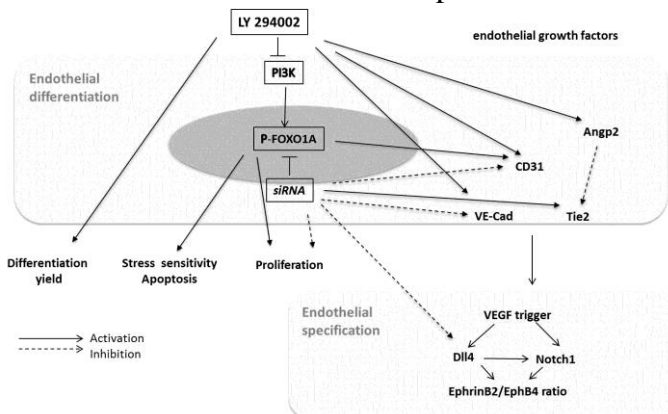 LY 294002
endothelial growth factors
Endothelial
differentiation
PI3K
P-FOXO1A
Angp2
CD31
siRNA
VE-Cad
Tie2
Differentiation
yield
Stress sensitivity
Apoptosis
Proliferation
Endothelial
specification
VEGF trigger
Activation
Inhibition
Dll4
Notch1
EphrinB2/EphB4 ratio